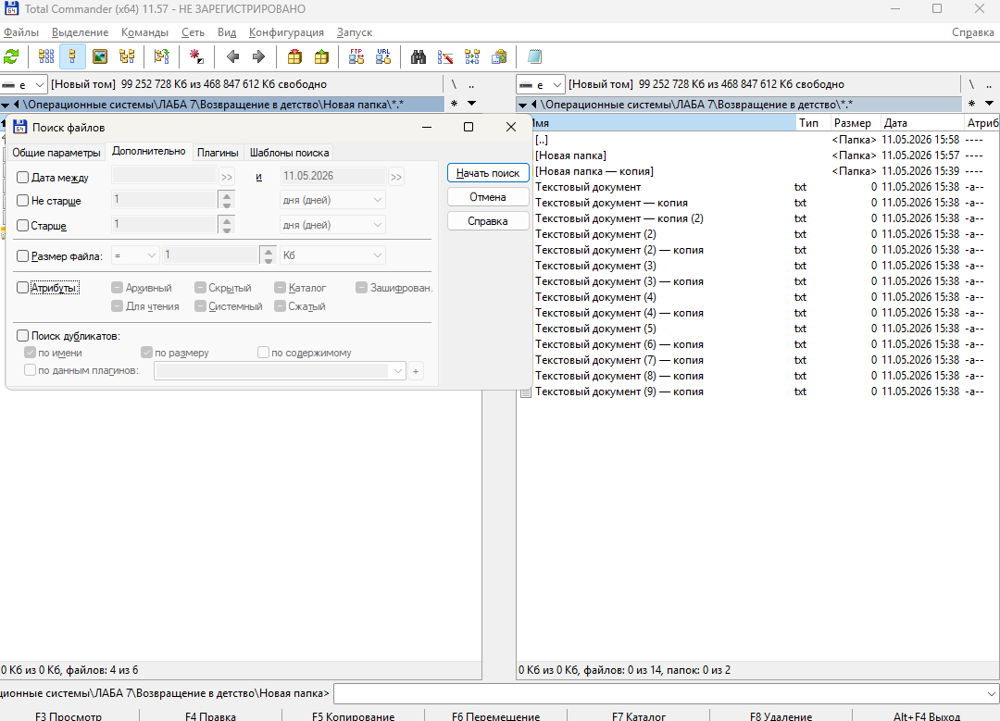 Total Commander (x64) 11.57 - НЕ ЗАРЕГИСТРИРОВАНО
Файлы Выделение Команды Сеть Вид Конфигурация Запуск Справка
FTP URL
e [Новый том] 99 252 728 Кб из 468 847 612 Кб свободно \ ..
e [Новый том] 99 252 728 Кб из 468 847 612 Кб свободно \ ..
\Операционные системы\ЛАБА 7\Возвращение в детство\Новая папка\*.* *
\Операционные системы\ЛАБА 7\Возвращение в детство\*.* *
Поиск файлов
Общие параметры Дополнительно Плагины Шаблоны поиска
Дата между >> и 11.05.2026 >>
Не старше 1 дня (дней)
Старше 1 дня (дней)
Размер файла: = 1 Кб
Атрибуты: Архивный Скрытый Каталог Зашифрован.
Для чтения Системный Сжатый
Поиск дубликатов:
по имени по размеру по содержимому
по данным плагинов: +
Начать поиск
Отмена
Справка
Имя Тип Размер Дата Атриб
[..] <Папка> 11.05.2026 15:58 ----
[Новая папка] <Папка> 11.05.2026 15:57 ----
[Новая папка — копия] <Папка> 11.05.2026 15:39 ----
Текстовый документ txt 0 11.05.2026 15:38 -a--
Текстовый документ — копия txt 0 11.05.2026 15:38 -a--
Текстовый документ — копия (2) txt 0 11.05.2026 15:38 -a--
Текстовый документ (2) txt 0 11.05.2026 15:38 -a--
Текстовый документ (2) — копия txt 0 11.05.2026 15:38 -a--
Текстовый документ (3) txt 0 11.05.2026 15:38 -a--
Текстовый документ (3) — копия txt 0 11.05.2026 15:38 -a--
Текстовый документ (4) txt 0 11.05.2026 15:38 -a--
Текстовый документ (4) — копия txt 0 11.05.2026 15:38 -a--
Текстовый документ (5) txt 0 11.05.2026 15:38 -a--
Текстовый документ (6) — копия txt 0 11.05.2026 15:38 -a--
Текстовый документ (7) — копия txt 0 11.05.2026 15:38 -a--
Текстовый документ (8) — копия txt 0 11.05.2026 15:38 -a--
Текстовый документ (9) — копия txt 0 11.05.2026 15:38 -a--
0 Кб из 0 Кб, файлов: 4 из 6
0 Кб из 0 Кб, файлов: 0 из 14, папок: 0 из 2
ционные системы\ЛАБА 7\Возвращение в детство\Новая папка>
F3 Просмотр F4 Правка F5 Копирование F6 Перемещение F7 Каталог F8 Удаление Alt+F4 Выход